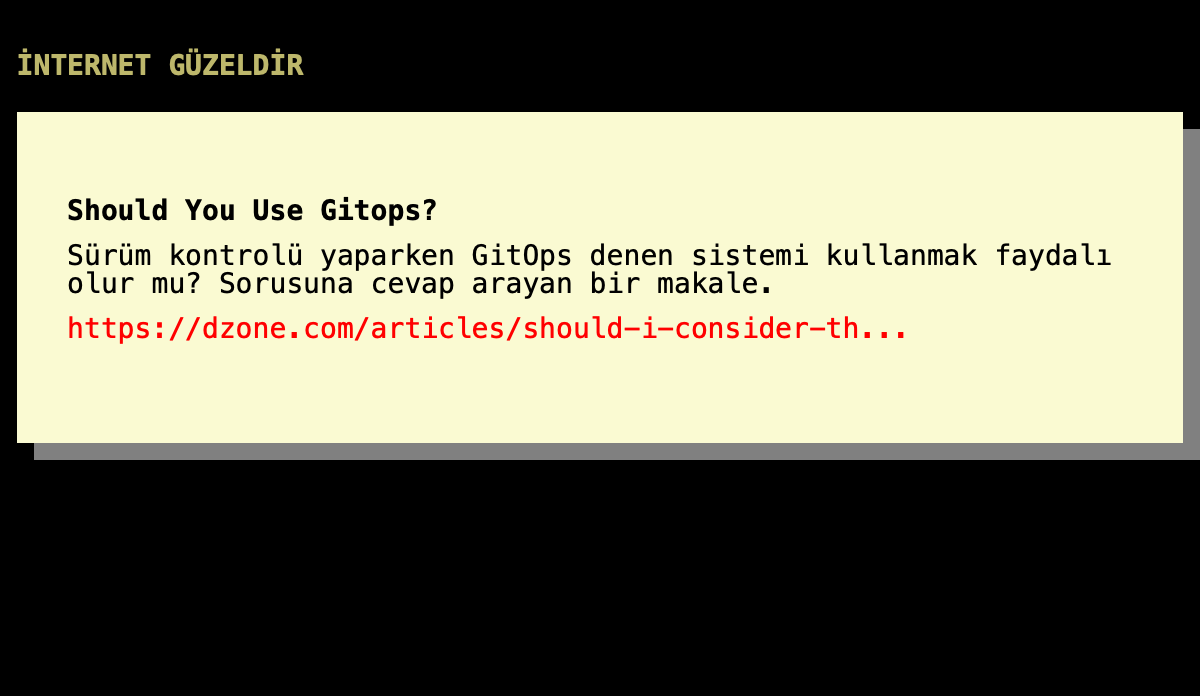 İNTERNET GÜZELDİR
Should You Use Gitops?
Sürüm kontrolü yaparken GitOps denen sistemi kullanmak faydalı
olur mu? Sorusuna cevap arayan bir makale.
https://dzone.com/articles/should-i-consider-th...